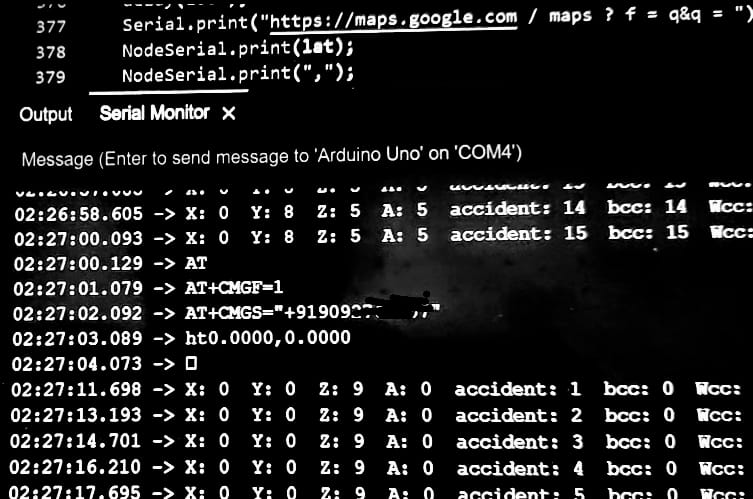 377 Serial.print("https://maps.google.com / maps ? f = q&q = ")
378 NodeSerial.print(lat);
379 NodeSerial.print(",");
Output Serial Monitor X
Message (Enter to send message to 'Arduino Uno' on 'COM4')
02:26:58.605 -> X: 0 Y: 8 Z: 5 A: 5 accident: 14 bcc: 14 Wcc:
02:27:00.093 -> X: 0 Y: 8 Z: 5 A: 5 accident: 15 bcc: 15 Wcc:
02:27:00.129 -> AT
02:27:01.079 -> AT+CMGF=1
02:27:02.092 -> AT+CMGS="+919092
02:27:03.089 -> ht0.0000,0.0000
02:27:04.073 -> □
02:27:11.698 -> X: 0 Y: 0 Z: 9 A: 0 accident: 1 bcc: 0 Wcc:
02:27:13.193 -> X: 0 Y: 0 Z: 9 A: 0 accident: 2 bcc: 0 Wcc:
02:27:14.701 -> X: 0 Y: 0 Z: 9 A: 0 accident: 3 bcc: 0 Wcc:
02:27:16.210 -> X: 0 Y: 0 Z: 9 A: 0 accident: 4 bcc: 0 Wcc:
02:27:17.695 -> X: 0 Y: 0 Z: 9 A: 0 accident: 5 bcc: 0 Wcc: